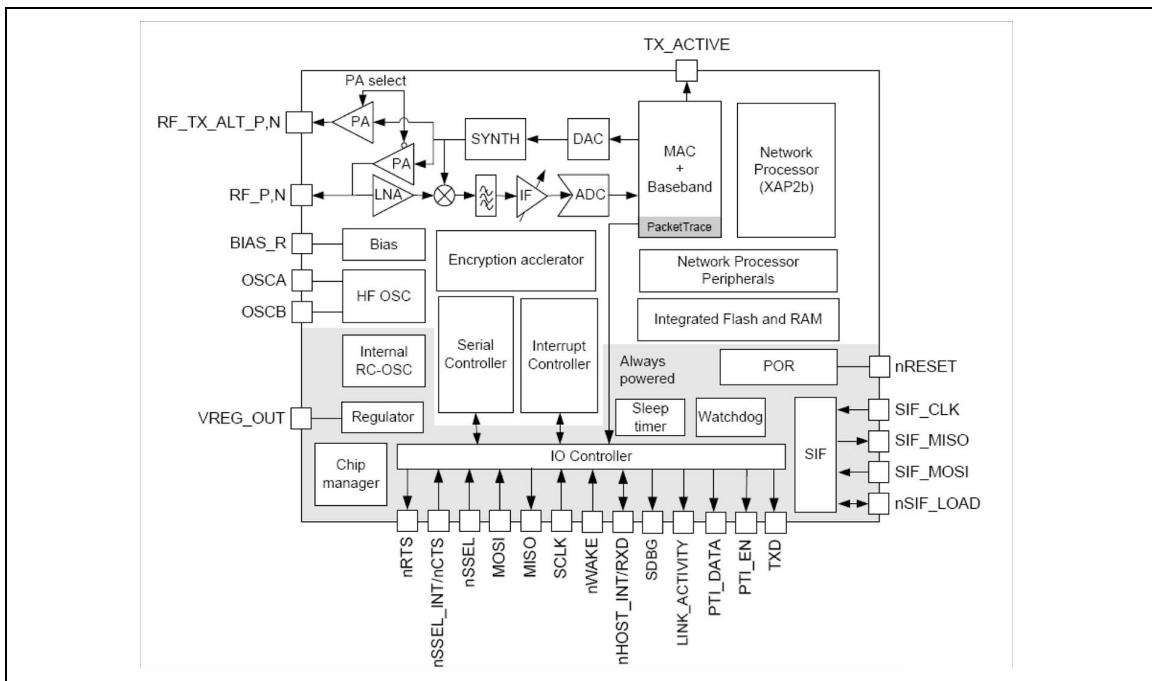 TX_ACTIVE
PA select
RF_TX_ALT_P,N
PA
SYNTH
DAC
MAC
+
Baseband
Network
Processor
(XAP2b)
PA
RF_P,N
LNA
IF
ADC
PacketTrace
BIAS_R
Bias
Encryption acclerator
Network Processor
Peripherals
OSCA
HF OSC
OSCB
Integrated Flash and RAM
Internal
RC-OSC
Serial
Controller
Interrupt
Controller
Always
powered
POR
nRESET
VREG_OUT
Regulator
Sleep
timer
Watchdog
SIF
SIF_CLK
SIF_MISO
SIF_MOSI
nSIF_LOAD
IO Controller
Chip
manager
nRTS
nSSEL_INT/nCTS
nSSEL
MOSI
MISO
SCLK
nWAKE
nHOST_INT/RXD
SDBG
LINK_ACTIVITY
PTI_DATA
PTI_EN
TXD